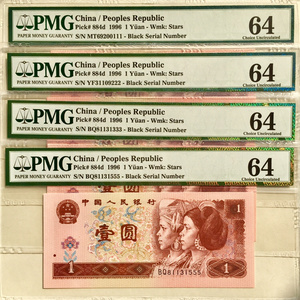 PMG
PAPER MONEY GUARANTY
China / Peoples Republic
Pick# 884d 1996 1 Yüan - Wmk: Stars
S/N MT69200111 - Black Serial Number
64
Choice Uncirculated
PMG
PAPER MONEY GUARANTY
China / Peoples Republic
Pick# 884d 1996 1 Yüan - Wmk: Stars
S/N YF31109222 - Black Serial Number
64
Choice Uncirculated
PMG
PAPER MONEY GUARANTY
China / Peoples Republic
Pick# 884d 1996 1 Yüan - Wmk: Stars
S/N BQ81131333 - Black Serial Number
64
Choice Uncirculated
PMG
PAPER MONEY GUARANTY
China / Peoples Republic
Pick# 884d 1996 1 Yüan - Wmk: Stars
S/N BQ81131555 - Black Serial Number
64
Choice Uncirculated
中国人民银行
1
壹圆
1
BQ81131555